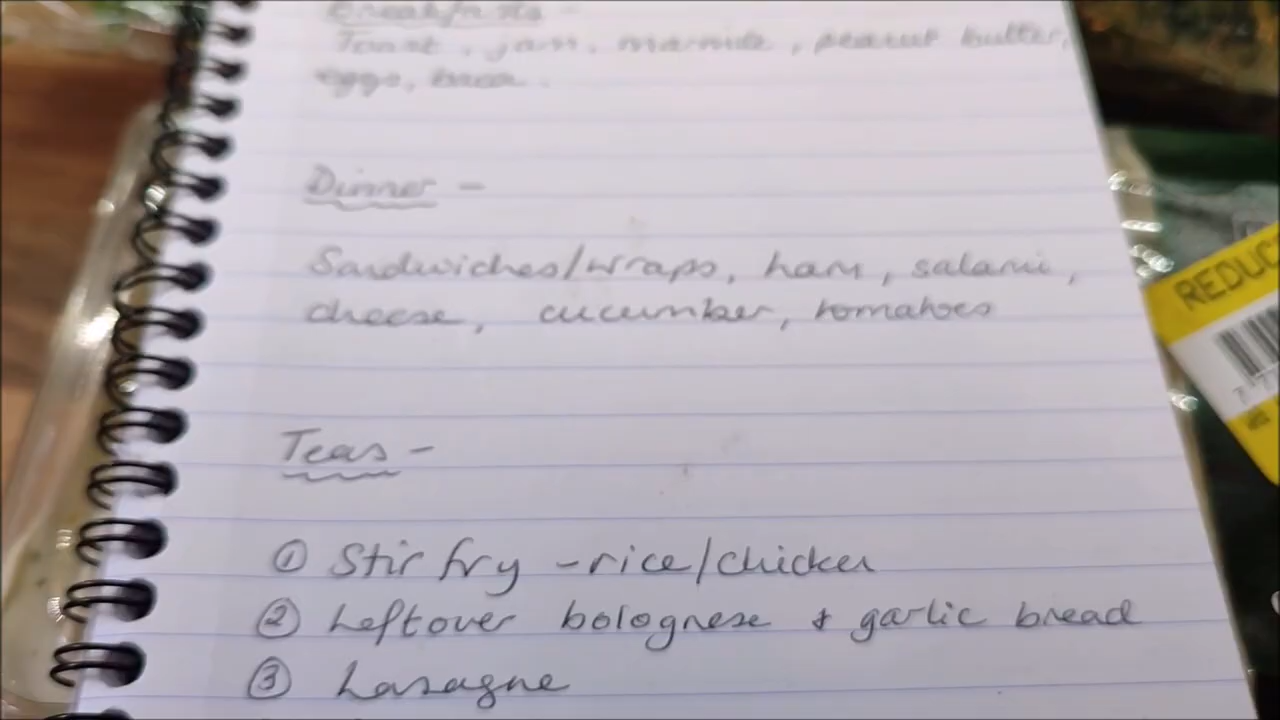 Breakfasts -
Toast, jam, marmite, peanut butter,
eggs,
Dinner -
Sandwiches/wraps, ham, salami,
cheese, cucumber, tomatoes
Teas -
① Stir fry - rice/chicken
② Leftover bolognese & garlic bread
③ Lasagne
REDUC